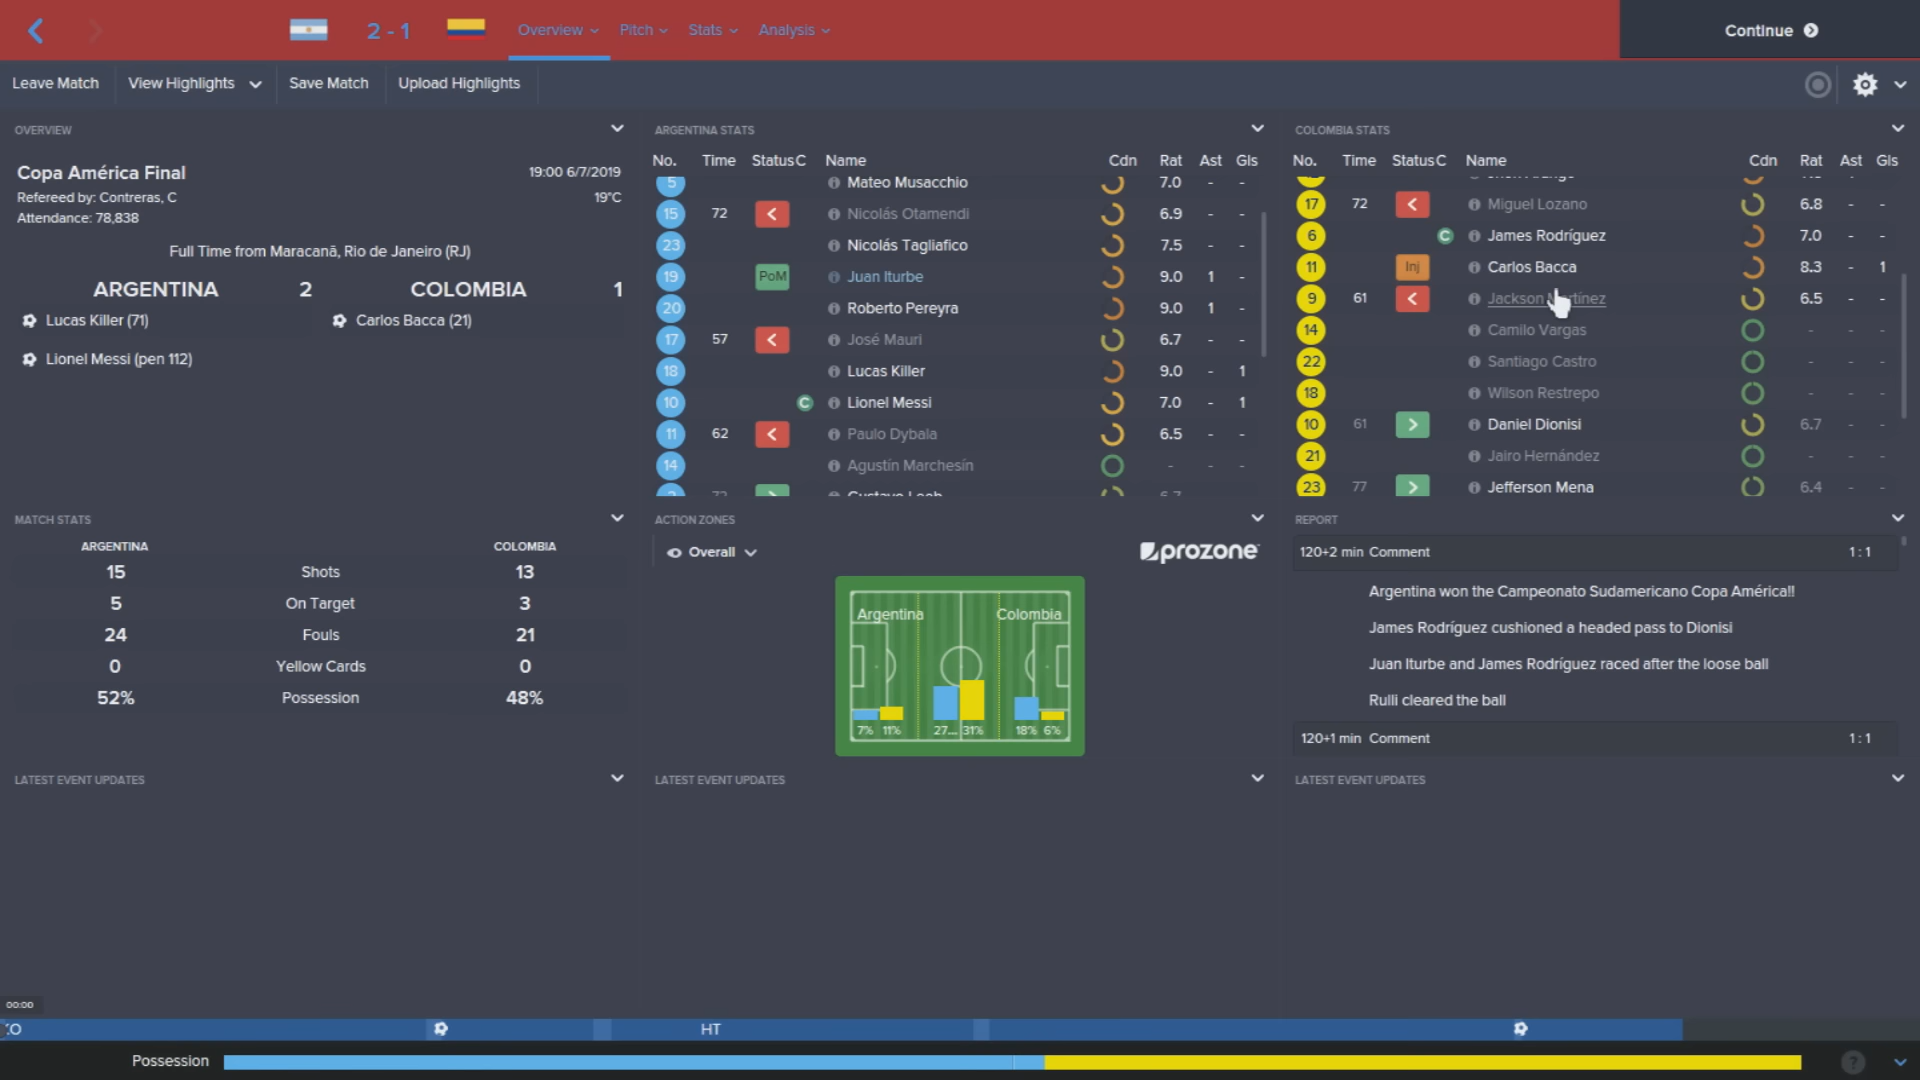 2 - 1
Overview
Pitch
Stats
Analysis
Continue
Leave Match
View Highlights
Save Match
Upload Highlights
OVERVIEW
Copa América Final
19:00 6/7/2019
Refereed by: Contreras, C
19°C
Attendance: 78,838
Full Time from Maracanã, Rio de Janeiro (RJ)
ARGENTINA 2 COLOMBIA 1
Lucas Killer (71) Carlos Bacca (21)
Lionel Messi (pen 112)
ARGENTINA STATS
No. Time Status C Name Cdn Rat Ast Gls
5 Mateo Musacchio 7.0 - -
15 72 Nicolás Otamendi 6.9 - -
23 Nicolás Tagliafico 7.5 - -
19 PoM Juan Iturbe 9.0 1 -
20 Roberto Pereyra 9.0 1 -
17 57 José Mauri 6.7 - -
18 Lucas Killer 9.0 - 1
10 C Lionel Messi 7.0 - 1
11 62 Paulo Dybala 6.5 - -
14 Agustín Marchesín - - -
COLOMBIA STATS
No. Time Status C Name Cdn Rat Ast Gls
17 72 Miguel Lozano 6.8 - -
6 C James Rodríguez 7.0 - -
11 Inj Carlos Bacca 8.3 - 1
9 61 Jackson 6.5 - -
14 Camilo Vargas - - -
22 Santiago Castro - - -
18 Wilson Restrepo - - -
10 61 Daniel Dionisi 6.7 - -
21 Jairo Hernández - - -
23 77 Jefferson Mena 6.4 - -
MATCH STATS
ARGENTINA COLOMBIA
15 Shots 13
5 On Target 3
24 Fouls 21
0 Yellow Cards 0
52% Possession 48%
ACTION ZONES
Overall
prozone
Argentina Colombia
7% 11% 27... 31% 18% 6%
REPORT
120+2 min Comment 1 : 1
Argentina won the Campeonato Sudamericano Copa América!!
James Rodríguez cushioned a headed pass to Dionisi
Juan Iturbe and James Rodríguez raced after the loose ball
Rulli cleared the ball
120+1 min Comment 1 : 1
LATEST EVENT UPDATES
LATEST EVENT UPDATES
LATEST EVENT UPDATES
00:00
HT
Possession
?